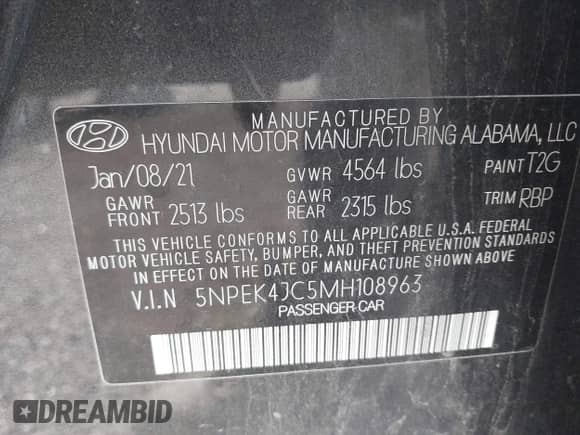 MANUFACTURED BY
HYUNDAI MOTOR MANUFACTURING ALABAMA, LLC
Jan/08/21 GVWR 4564 lbs PAINT T2G
GAWR FRONT 2513 lbs GAWR REAR 2315 lbs TRIM RBP
THIS VEHICLE CONFORMS TO ALL APPLICABLE U.S.A. FEDERAL
MOTOR VEHICLE SAFETY, BUMPER, AND THEFT PREVENTION STANDARDS
IN EFFECT ON THE DATE OF MANUFACTURE SHOWN ABOVE.
V.I.N 5NPEK4JC5MH108963
PASSENGER CAR
DREAMBID